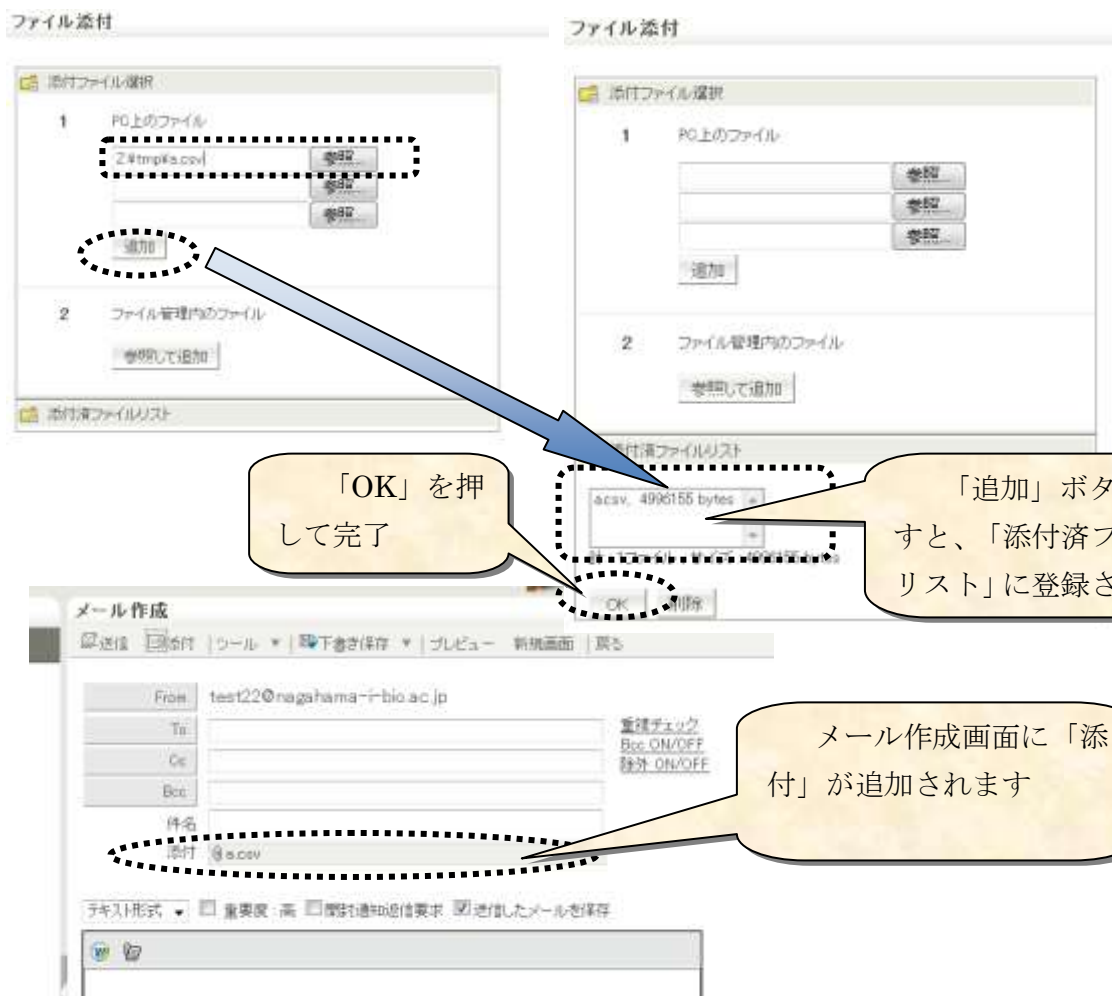 ファイル添付
添付ファイル選択
1 PC上のファイル
Z:¥tmp¥a.csv 参照...
参照...
参照...
追加
2 ファイル管理内のファイル
参照して追加
添付済ファイルリスト
ファイル添付
添付ファイル選択
1 PC上のファイル
参照...
参照...
参照...
追加
2 ファイル管理内のファイル
参照して追加
付済ファイルリスト
a.csv, 4996155 bytes
計 1ファイル サイズ 4996155 bytes
OK 削除
「OK」を押
して完了
「追加」ボタ
すと、「添付済フ
リスト」に登録さ
メール作成
送信 添付 | ツール ▼ | 下書き保存 ▼ | プレビュー 新規画面 | 戻る
From test22@nagahama-i-bio.ac.jp
To 重複チェック
Cc Bcc ON/OFF
除外 ON/OFF
Bcc
件名
添付 a.csv
メール作成画面に「添
付」が追加されます
テキスト形式 重要度：高 開封通知返信要求 送信したメールを保存